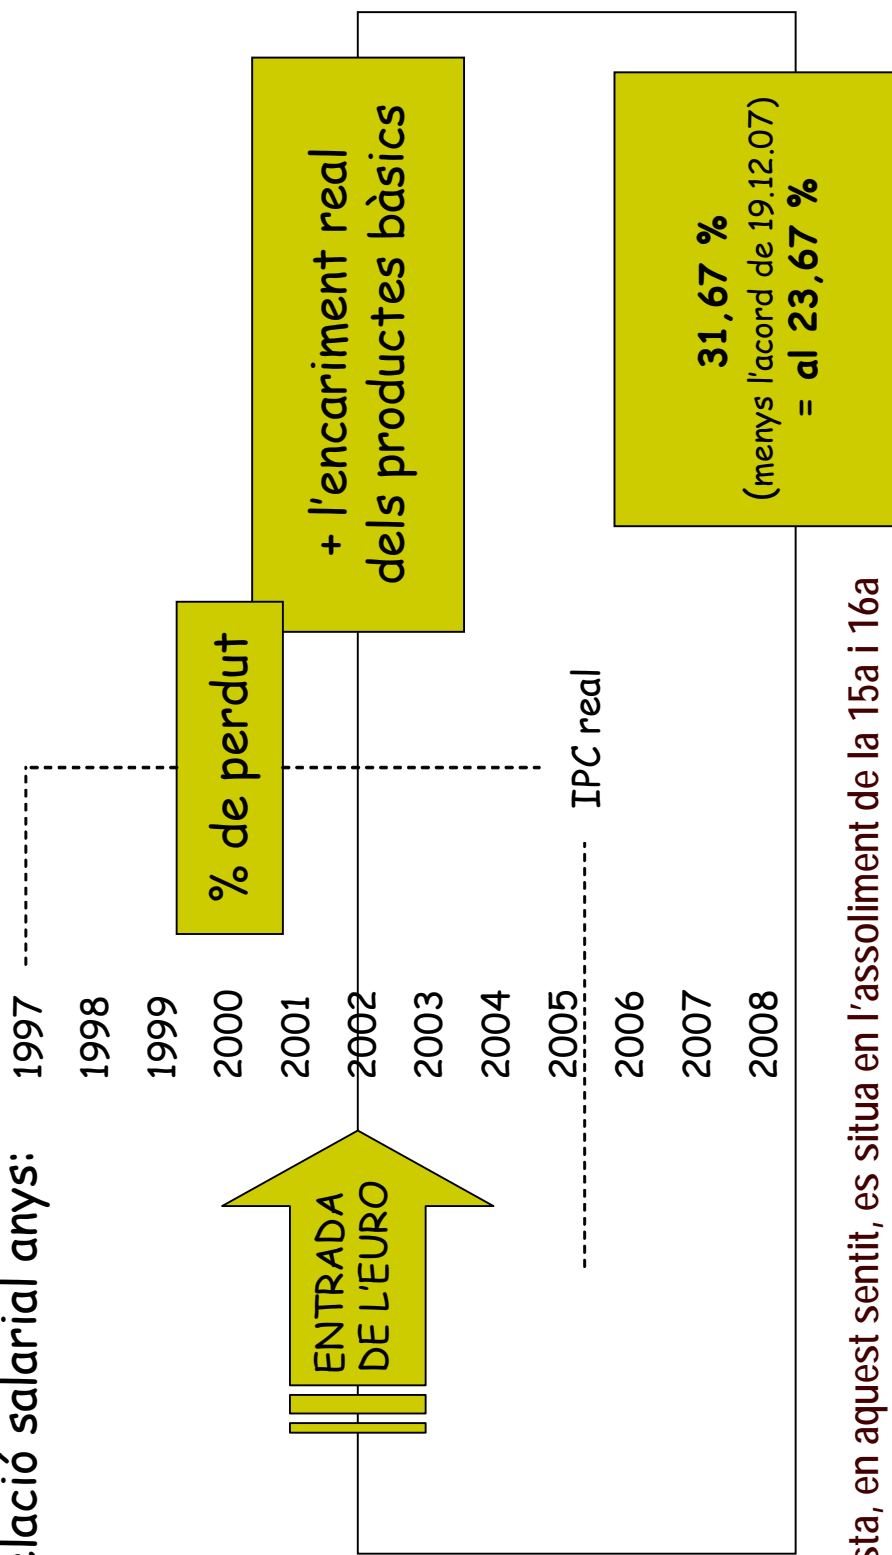 elació salarial anys:
1997
1998
1999
2000
2001
2002
2003
2004
2005
2006
2007
2008
ENTRADA
DE L'EURO
% de perdut
+ l'encariment real
dels productes bàsics
IPC real
31,67 %
(menys l'acord de 19.12.07)
= al 23,67 %
sta, en aquest sentit, es situa en l'assoliment de la 15a i 16a